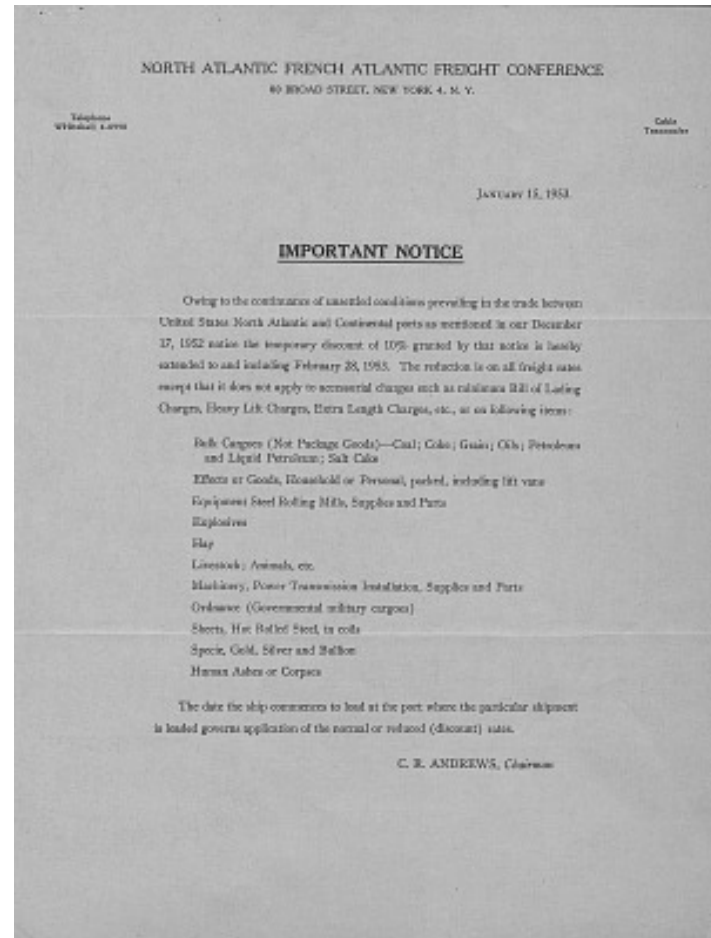 NORTH ATLANTIC FRENCH ATLANTIC FREIGHT CONFERENCE
80 BROAD STREET, NEW YORK 4, N. Y.
Telephone
WHitehall
Cable
JANUARY 15, 1953
IMPORTANT NOTICE
Owing to the continuance of unsettled conditions prevailing in the trade between
United States North Atlantic and Continental ports as mentioned in our December
17, 1952 notice the temporary discount of 10% granted by that notice is hereby
extended to and including February 28, 1953. The reduction is on all freight rates
except that it does not apply to accessorial charges such as minimum Bill of Lading
Charges, Heavy Lift Charges, Extra Length Charges, etc., or on following items:
Bulk Cargoes (Not Package Goods)—Coal; Coke; Grain; Oils; Petroleum
and Liquid Petroleum; Salt Cake
Effects or Goods, Household or Personal, packed, including lift vans
Equipment Steel Rolling Mills, Supplies and Parts
Explosives
Hay
Livestock; Animals, etc.
Machinery, Power Transmission Installation, Supplies and Parts
Ordnance (Governmental military cargoes)
Sheets, Hot Rolled Steel, in coils
Specie, Gold, Silver and Bullion
Human Ashes or Corpses
The date the ship commences to load at the port where the particular shipment
is loaded governs application of the normal or reduced (discount) rates.
C. R. ANDREWS, Chairman